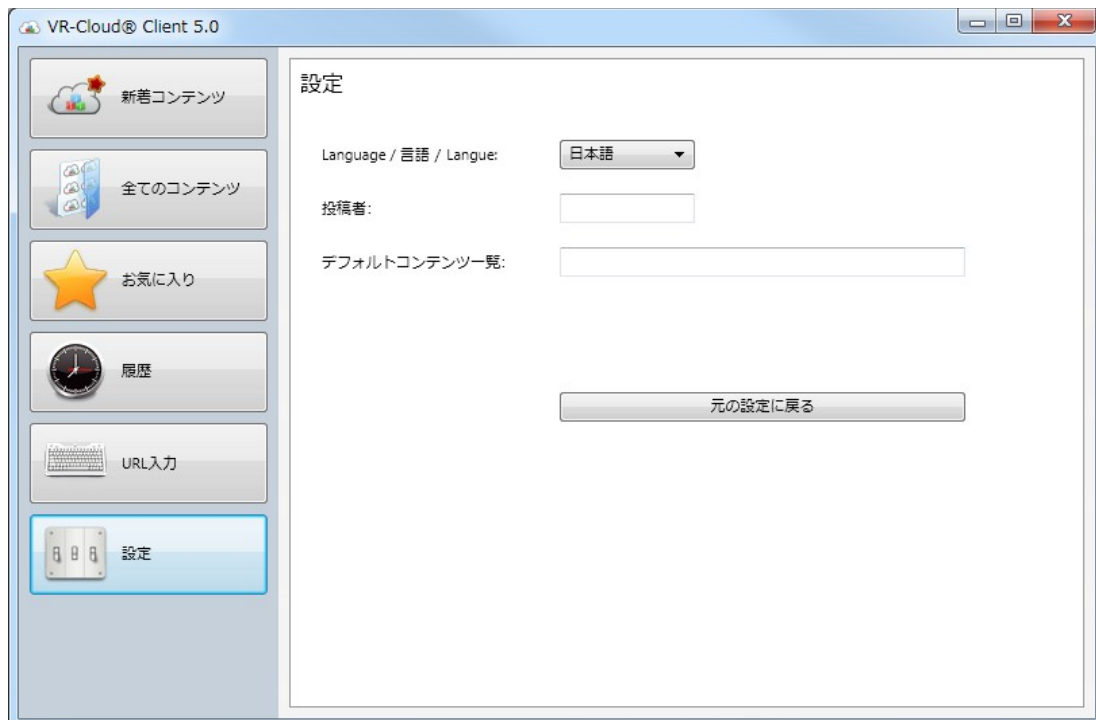 VR-Cloud® Client 5.0
新着コンテンツ
全てのコンテンツ
お気に入り
履歴
URL入力
設定
設定
Language / 言語 / Langue:
日本語
投稿者:
デフォルトコンテンツ一覧:
元の設定に戻る